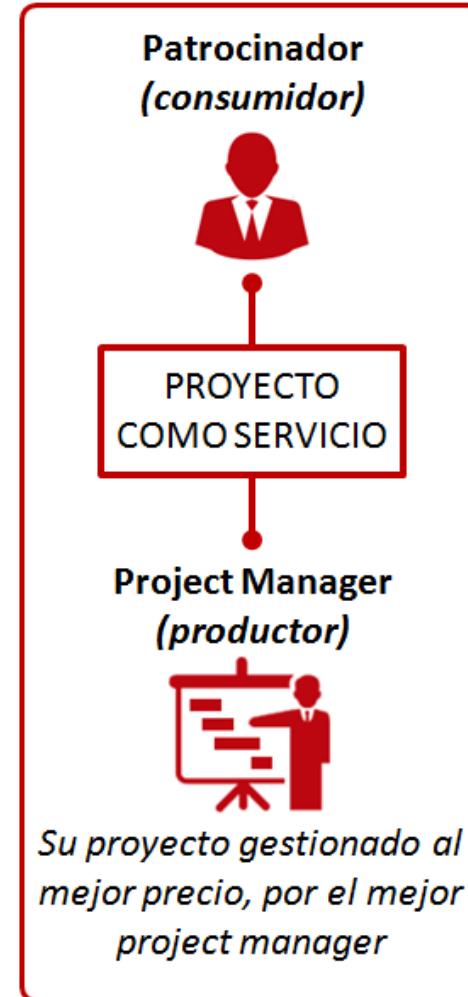 Patrocinador
(consumidor)
PROYECTO
COMO SERVICIO
Project Manager
(productor)
Su proyecto gestionado al
mejor precio, por el mejor
project manager